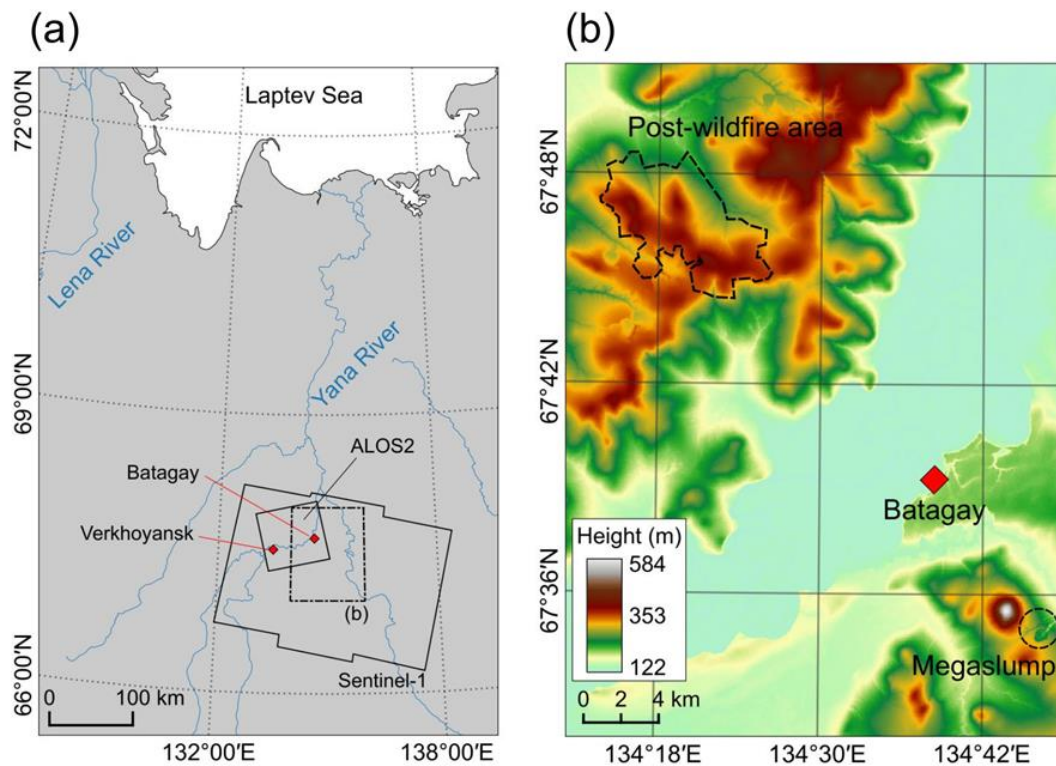 (a)
72°00′N
69°00′N
66°00′N
Laptev Sea
Lena River
Yana River
ALOS2
Batagay
Verkhoyansk
(b)
Sentinel-1
0 100 km
132°00′E 138°00′E
(b)
67°48′N
67°42′N
67°36′N
Post-wildfire area
Batagay
Height (m)
584
353
122
Megaslump
0 2 4 km
134°18′E 134°30′E 134°42′E